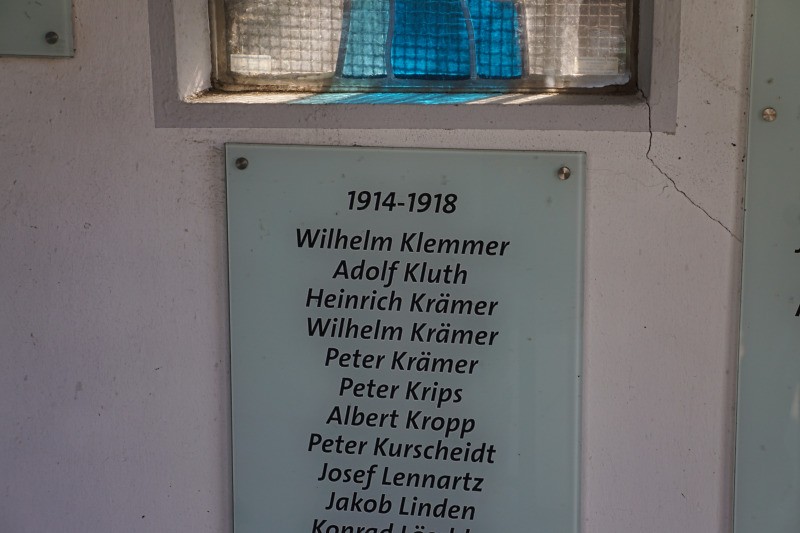 1914-1918
Wilhelm Klemmer
Adolf Kluth
Heinrich Krämer
Wilhelm Krämer
Peter Krämer
Peter Krips
Albert Kropp
Peter Kurscheidt
Josef Lennartz
Jakob Linden
Konrad